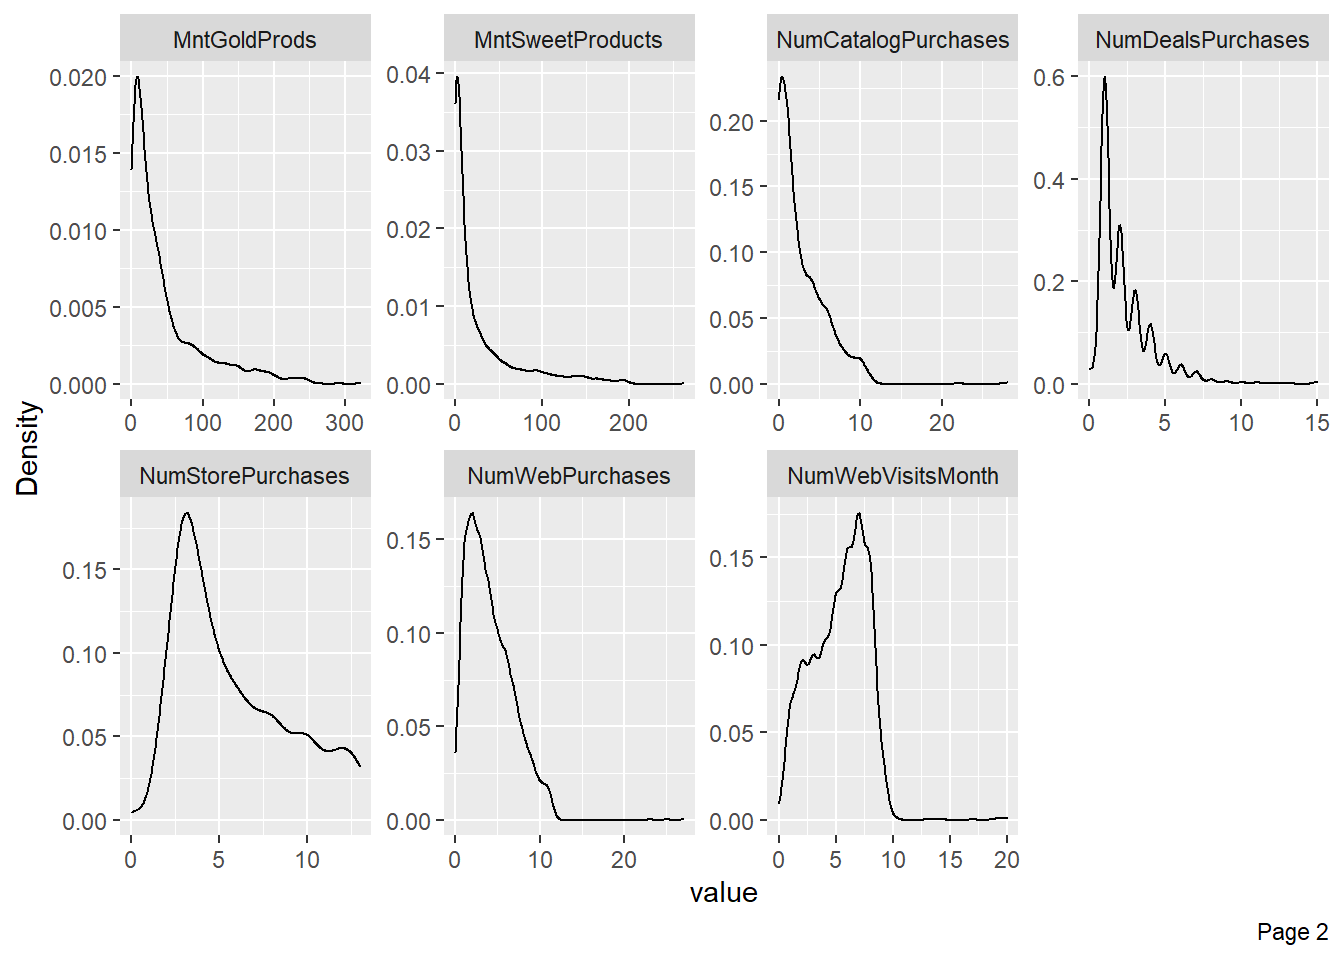 MntGoldProds
MntSweetProducts
NumCatalogPurchases
NumDealsPurchases
0.020
0.015
0.010
0.005
0.000
0 100 200 300
0.04
0.03
0.02
0.01
0.00
0 100 200
0.20
0.15
0.10
0.05
0.00
0 10 20
0.6
0.4
0.2
0.0
0 5 10 15
Density
NumStorePurchases
NumWebPurchases
NumWebVisitsMonth
0.15
0.10
0.05
0.00
0 5 10
0.15
0.10
0.05
0.00
0 10 20
0.15
0.10
0.05
0.00
0 5 10 15 20
value
Page 2